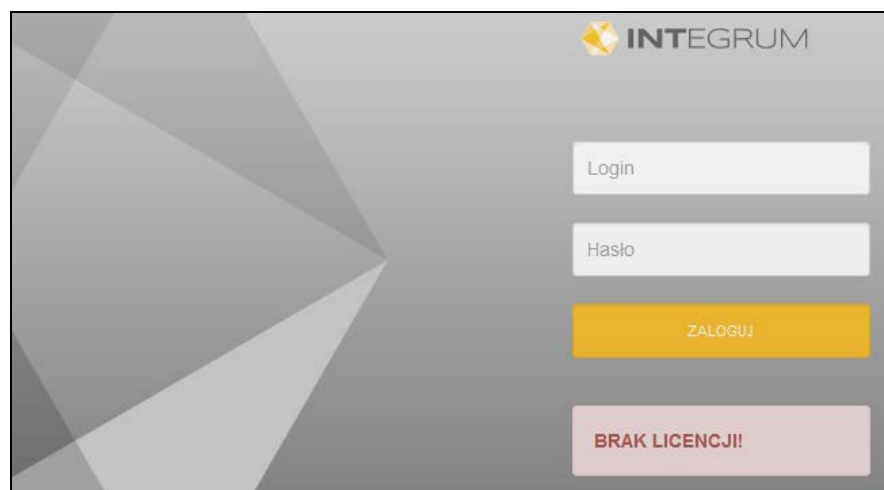 INTEGRUM
Login
Hasło
ZALOGUJ
BRAK LICENCJI!